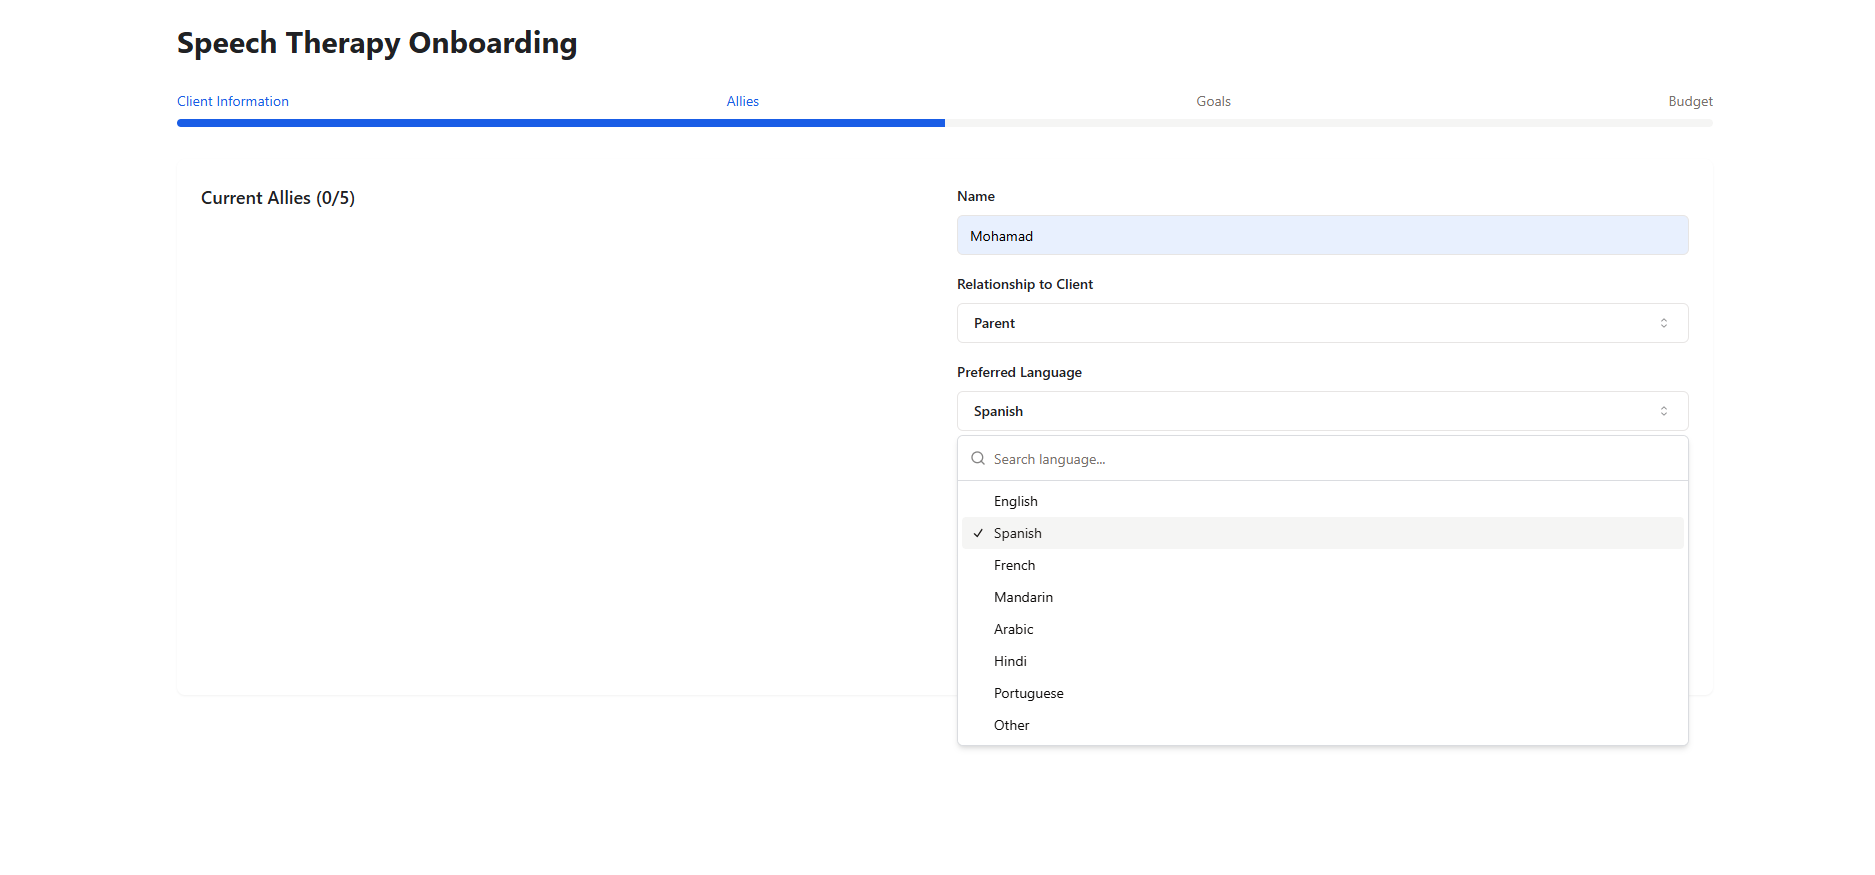 Speech Therapy Onboarding
Client Information
Allies
Goals
Budget
Current Allies (0/5)
Name
Mohamad
Relationship to Client
Parent
Preferred Language
Spanish
Search language...
English
Spanish
French
Mandarin
Arabic
Hindi
Portuguese
Other